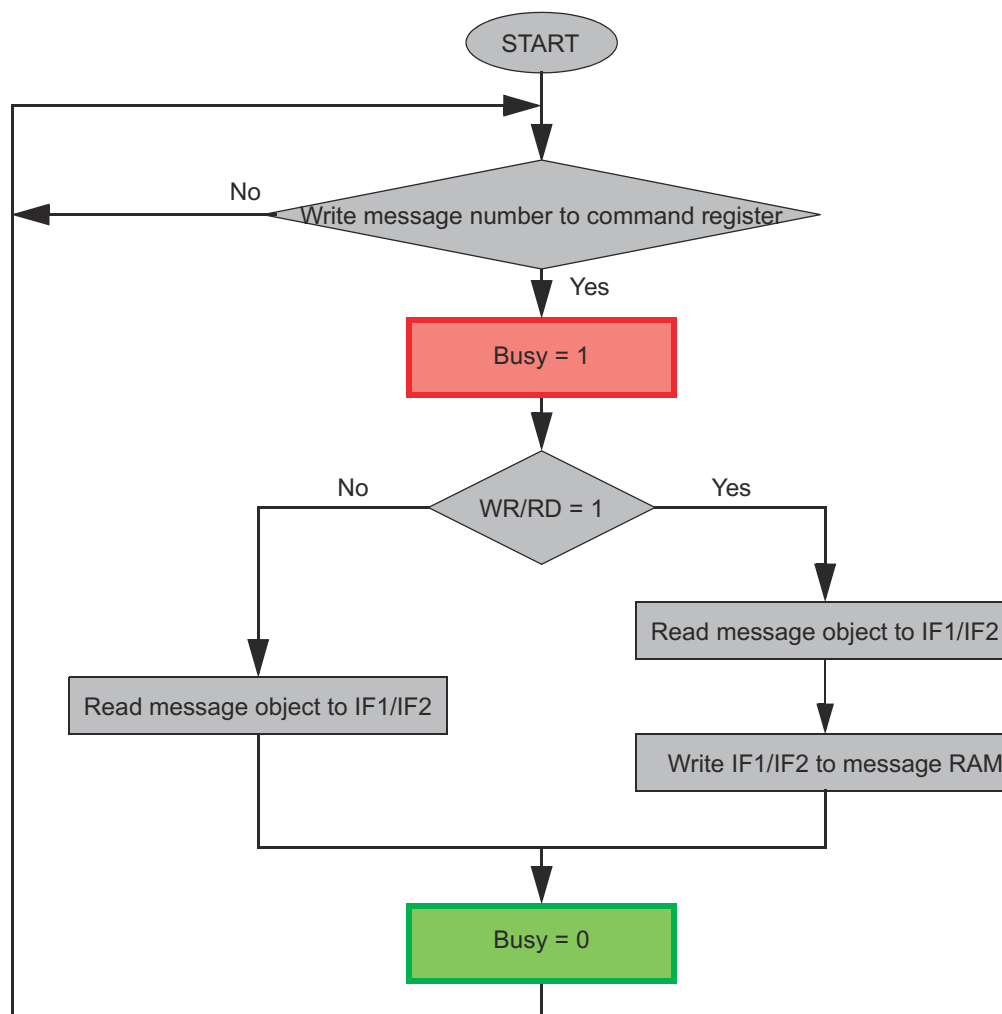 START
No
Write message number to command register
Yes
Busy = 1
No
Yes
WR/RD = 1
Read message object to IF1/IF2
Read message object to IF1/IF2
Write IF1/IF2 to message RAM
Busy = 0